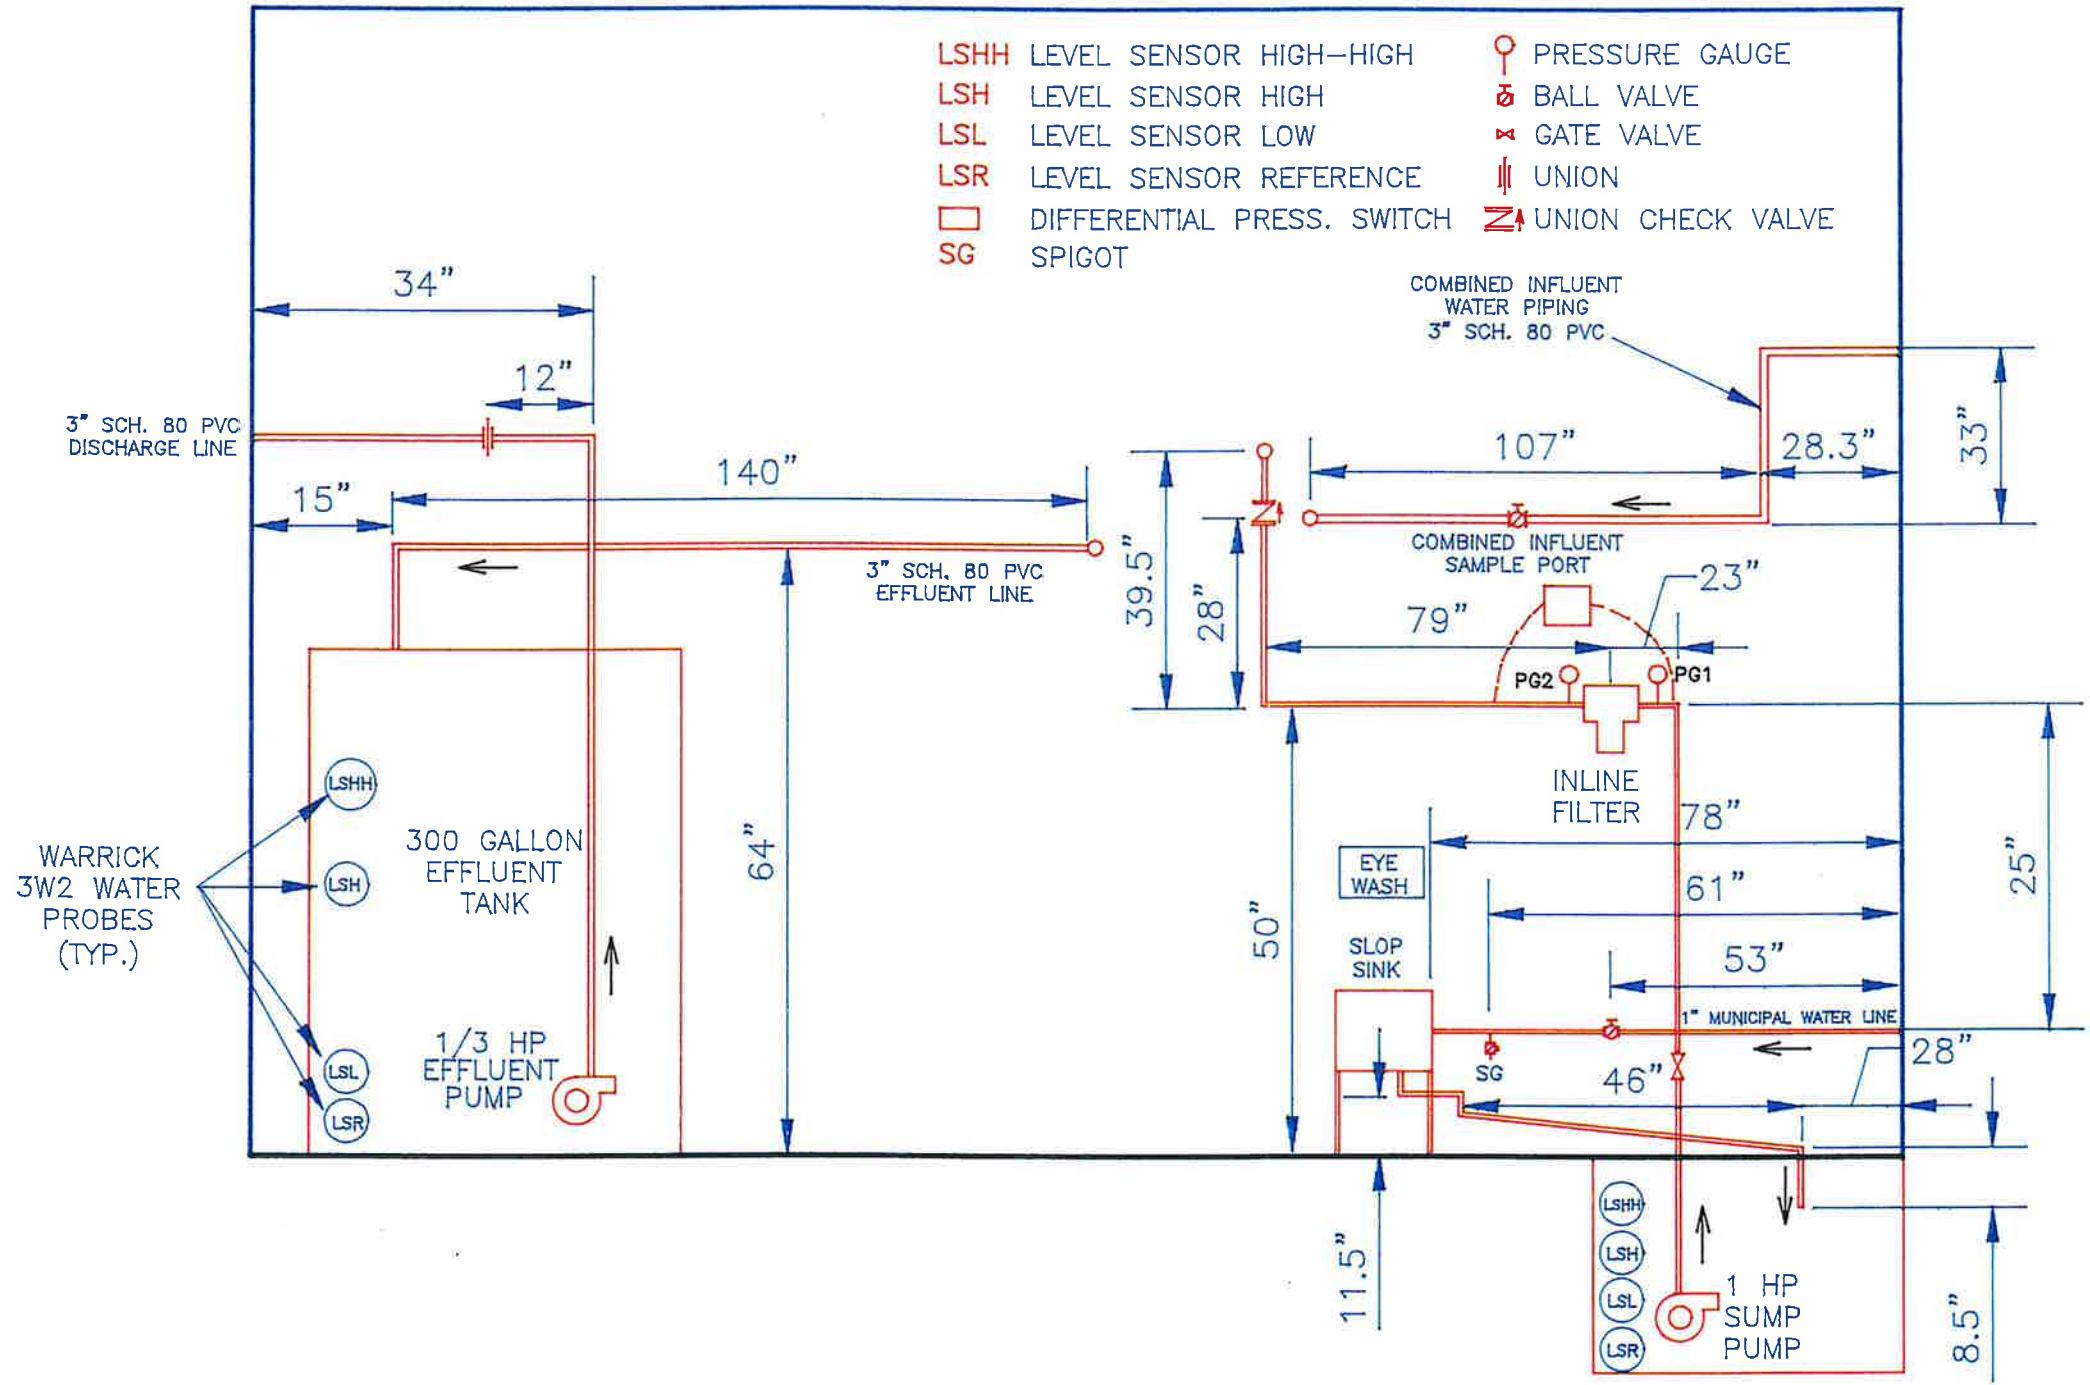 LSHH LEVEL SENSOR HIGH-HIGH
LSH LEVEL SENSOR HIGH
LSL LEVEL SENSOR LOW
LSR LEVEL SENSOR REFERENCE
DIFFERENTIAL PRESS. SWITCH
SG SPIGOT
PRESSURE GAUGE
BALL VALVE
GATE VALVE
UNION
UNION CHECK VALVE
34"
12"
3" SCH. 80 PVC
DISCHARGE LINE
15"
140"
3" SCH. 80 PVC
EFFLUENT LINE
64"
WARRICK
3W2 WATER
PROBES
(TYP.)
LSHH
LSH
LSL
LSR
300 GALLON
EFFLUENT
TANK
1/3 HP
EFFLUENT
PUMP
COMBINED INFLUENT
WATER PIPING
3" SCH. 80 PVC
107"
28.3"
33"
COMBINED INFLUENT
SAMPLE PORT
39.5"
28"
79"
23"
PG2
PG1
INLINE
FILTER
78"
25"
EYE
WASH
61"
50"
SLOP
SINK
53"
1" MUNICIPAL WATER LINE
SG
46"
28"
11.5"
LSHH
LSH
LSL
LSR
1 HP
SUMP
PUMP
8.5"